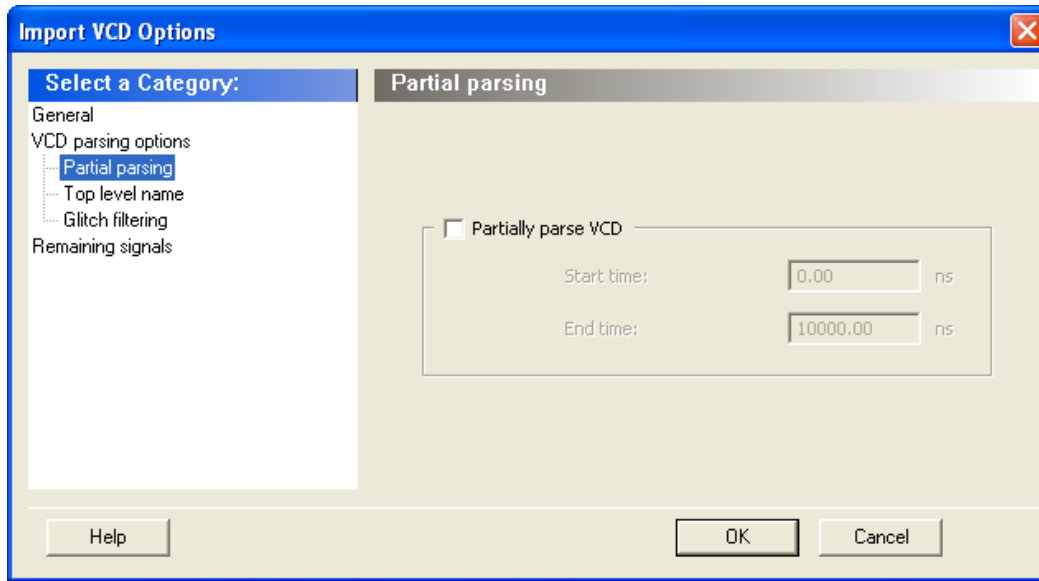 Import VCD Options
Select a Category:
General
VCD parsing options
Partial parsing
Top level name
Glitch filtering
Remaining signals
Partial parsing
Partially parse VCD
Start time: 0.00 ns
End time: 10000.00 ns
Help OK Cancel